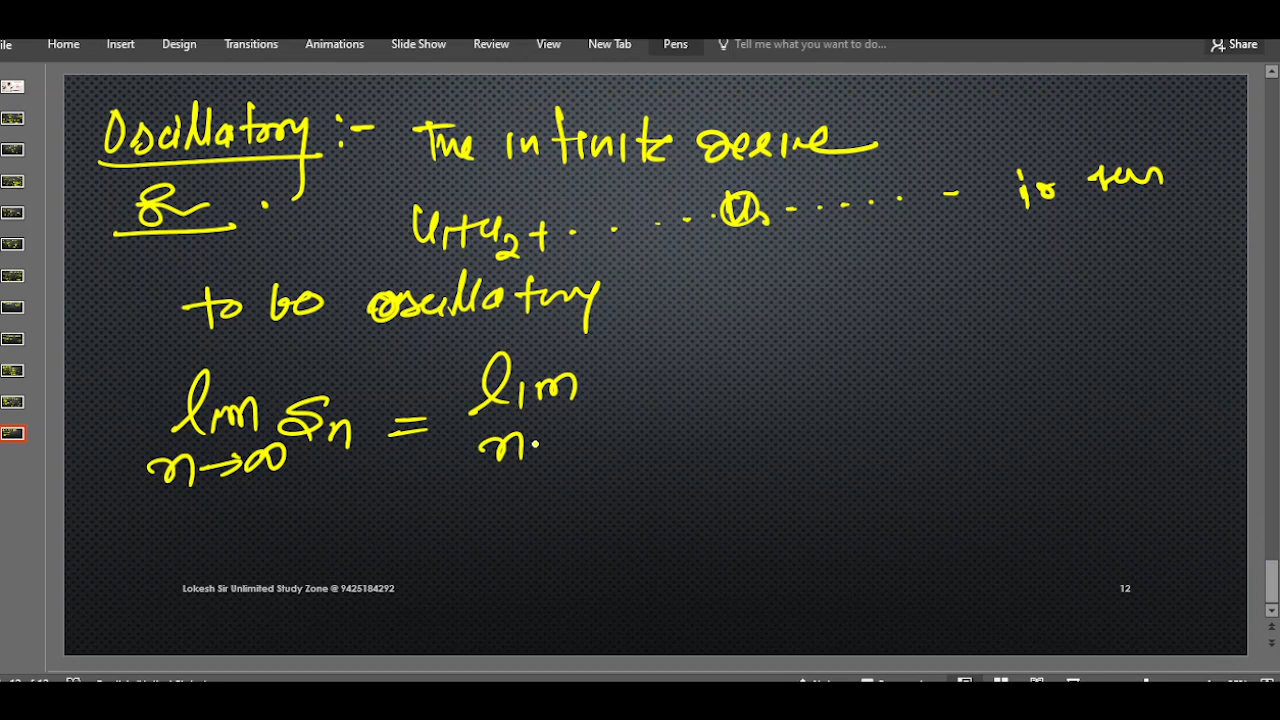 File Home Insert Design Transitions Animations Slide Show Review View New Tab Pens Tell me what you want to do... Share
Oscillatory :- The infinite
u1+u2+ . . . . . . . . . . . . - is
to be oscillatory
lim Sn = lim
n→∞ n
Lokesh Sir Unlimited Study Zone @ 9425184292 12